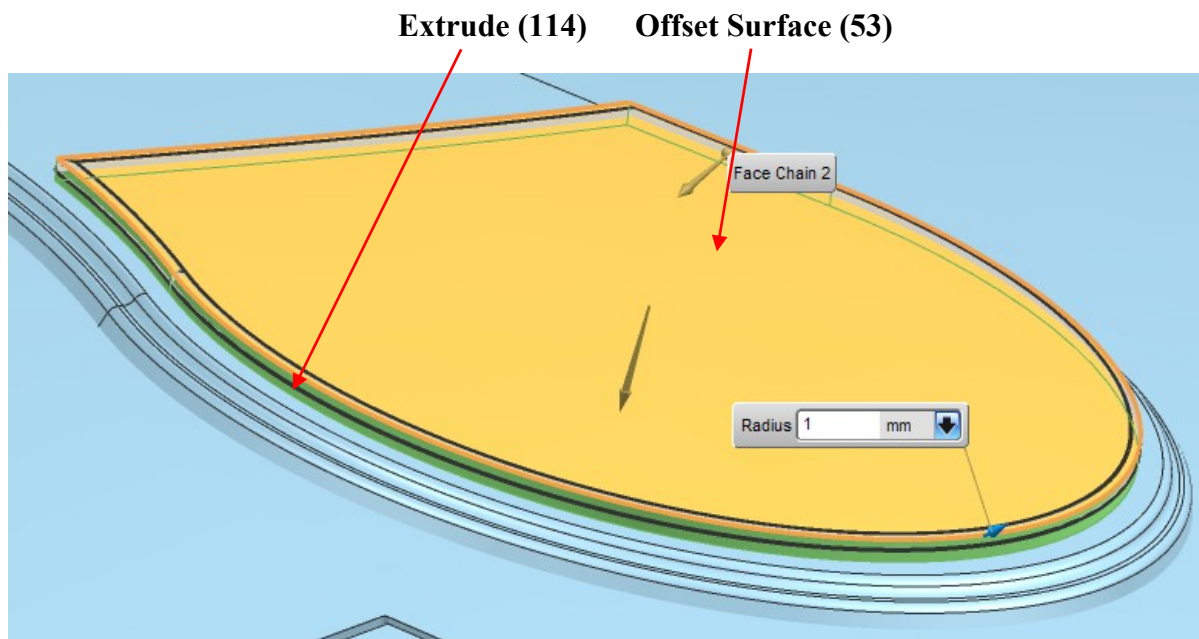 Extrude (114) Offset Surface (53)
Face Chain 2
Radius 1 mm